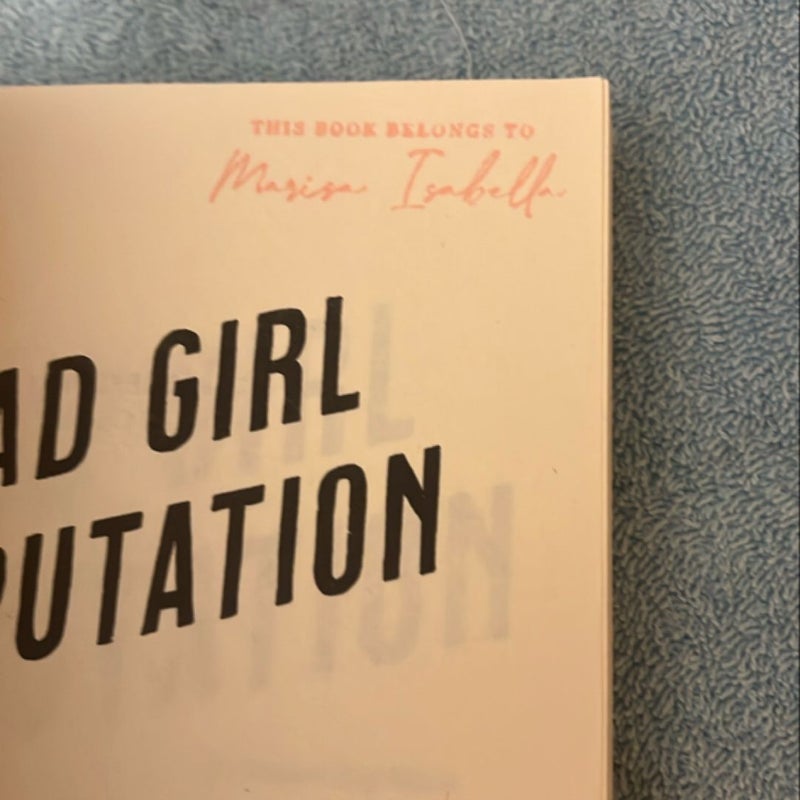 THIS BOOK BELONGS TO
Marisa Isabella
AD GIRL
PUTATION